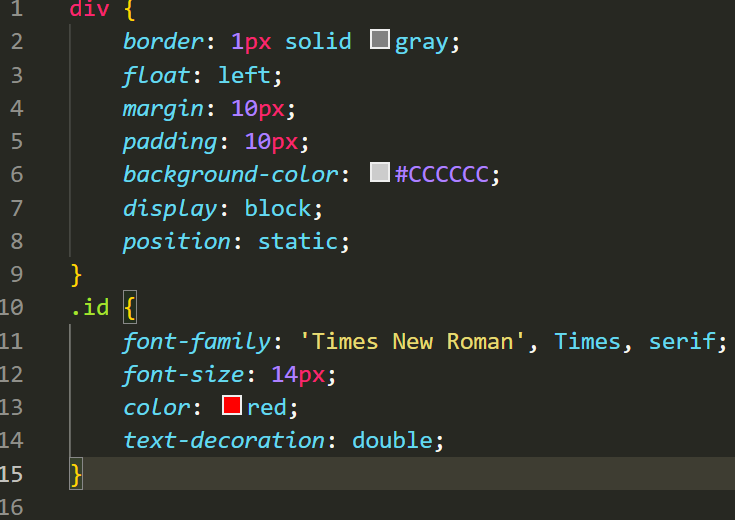 1 div {
2 border: 1px solid gray;
3 float: left;
4 margin: 10px;
5 padding: 10px;
6 background-color: #CCCCCC;
7 display: block;
8 position: static;
9 }
10 .id {
11 font-family: 'Times New Roman', Times, serif;
12 font-size: 14px;
13 color: red;
14 text-decoration: double;
15 }
16